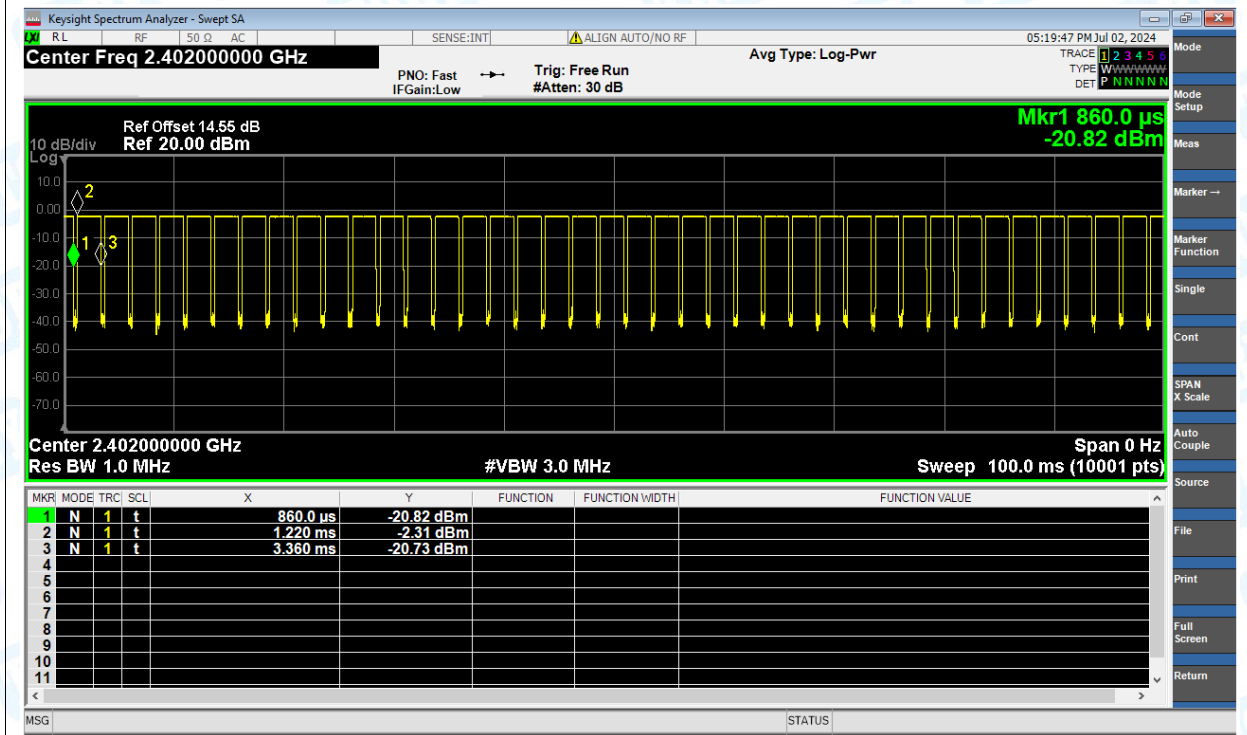 Keysight Spectrum Analyzer - Swept SA
LXI RL RF 50 Ω AC SENSE:INT ALIGN AUTO/NO RF 05:19:47 PM Jul 02, 2024
Center Freq 2.402000000 GHz
PNO: Fast
IFGain:Low
Trig: Free Run
#Atten: 30 dB
Avg Type: Log-Pwr
TRACE 1 2 3 4 5 6
TYPE WWWWWW
DET P N N N N N
Ref Offset 14.55 dB
10 dB/div Ref 20.00 dBm
Log
Mkr1 860.0 µs
-20.82 dBm
10.0
0.00
-10.0
-20.0
-30.0
-40.0
-50.0
-60.0
-70.0
2
1
3
Center 2.402000000 GHz Span 0 Hz
Res BW 1.0 MHz #VBW 3.0 MHz Sweep 100.0 ms (10001 pts)
MKR MODE TRC SCL X Y FUNCTION FUNCTION WIDTH FUNCTION VALUE
1 N 1 t 860.0 µs -20.82 dBm
2 N 1 t 1.220 ms -2.31 dBm
3 N 1 t 3.360 ms -20.73 dBm
4
5
6
7
8
9
10
11
MSG STATUS
Mode
Mode
Setup
Meas
Marker →
Marker
Function
Single
Cont
SPAN
X Scale
Auto
Couple
Source
File
Print
Full
Screen
Return